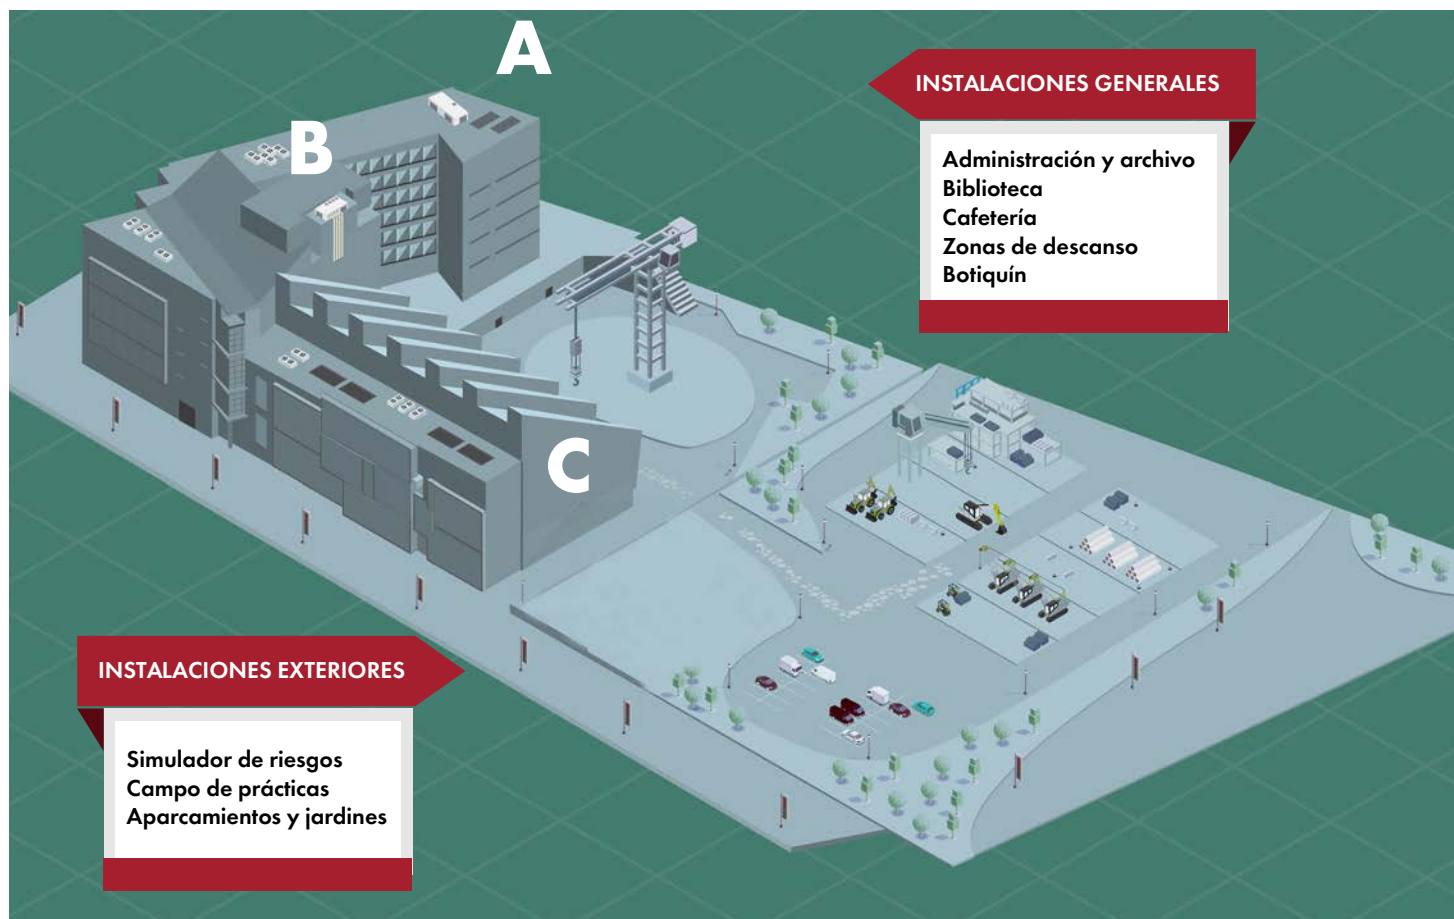 A
B
C
INSTALACIONES GENERALES
Administración y archivo
Biblioteca
Cafetería
Zonas de descanso
Botiquín
INSTALACIONES EXTERIORES
Simulador de riesgos
Campo de prácticas
Aparcamientos y jardines